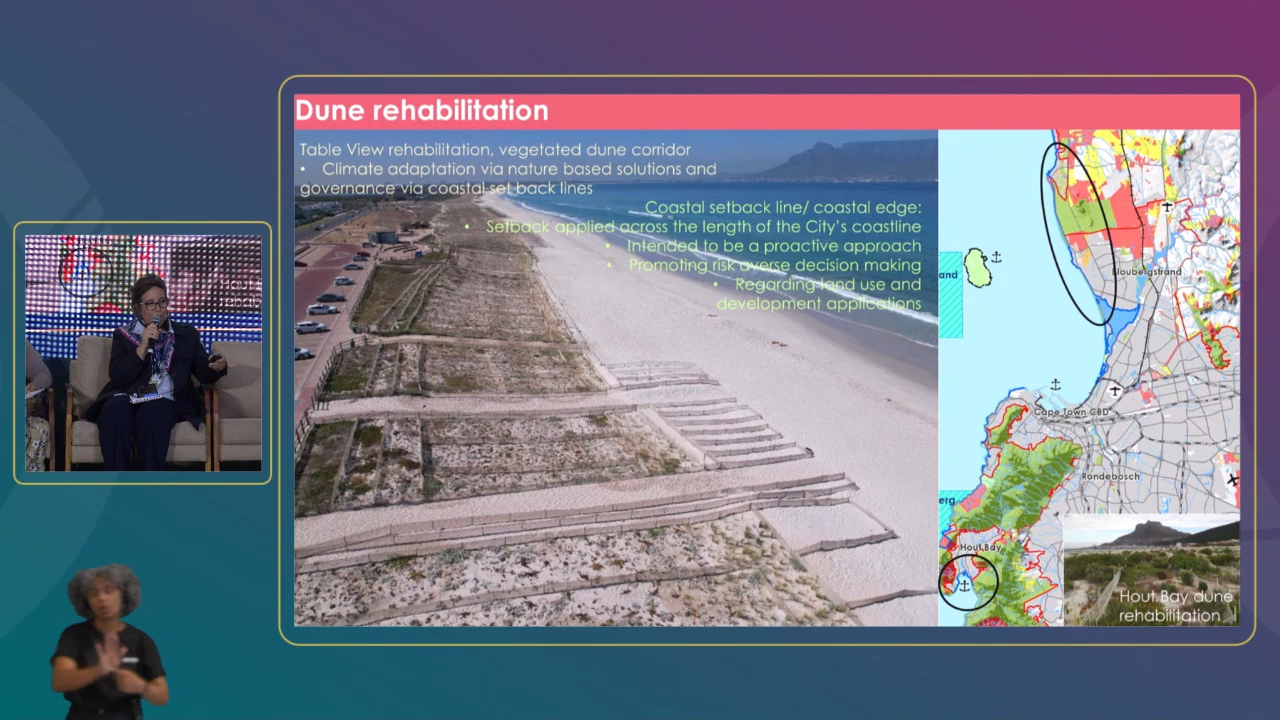 Dune rehabilitation
Table View rehabilitation, vegetated dune corridor
• Climate adaptation via nature based solutions and
governance via coastal set back lines
Coastal setback line/ coastal edge:
• Setback applied across the length of the City's coastline
• Intended to be a proactive approach
• Promoting risk averse decision making
• Regarding land use and
development applications
Bloubergstrand
and
Cape Town CBD
Rondebosch
erg
Hout Bay
Hout Bay dune
rehabilitation